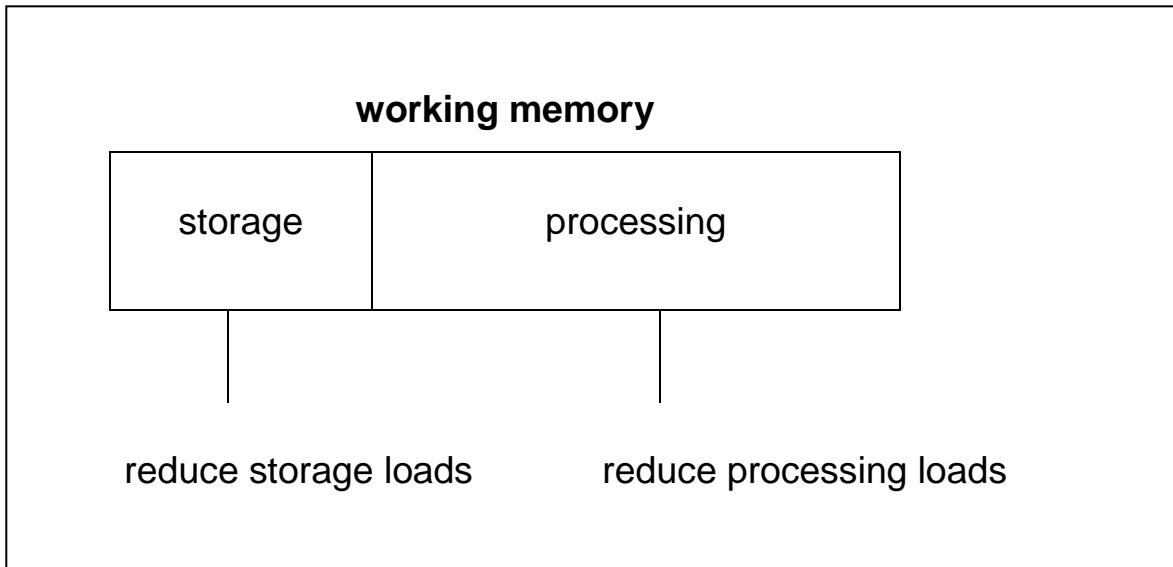 working memory
storage processing
reduce storage loads reduce processing loads